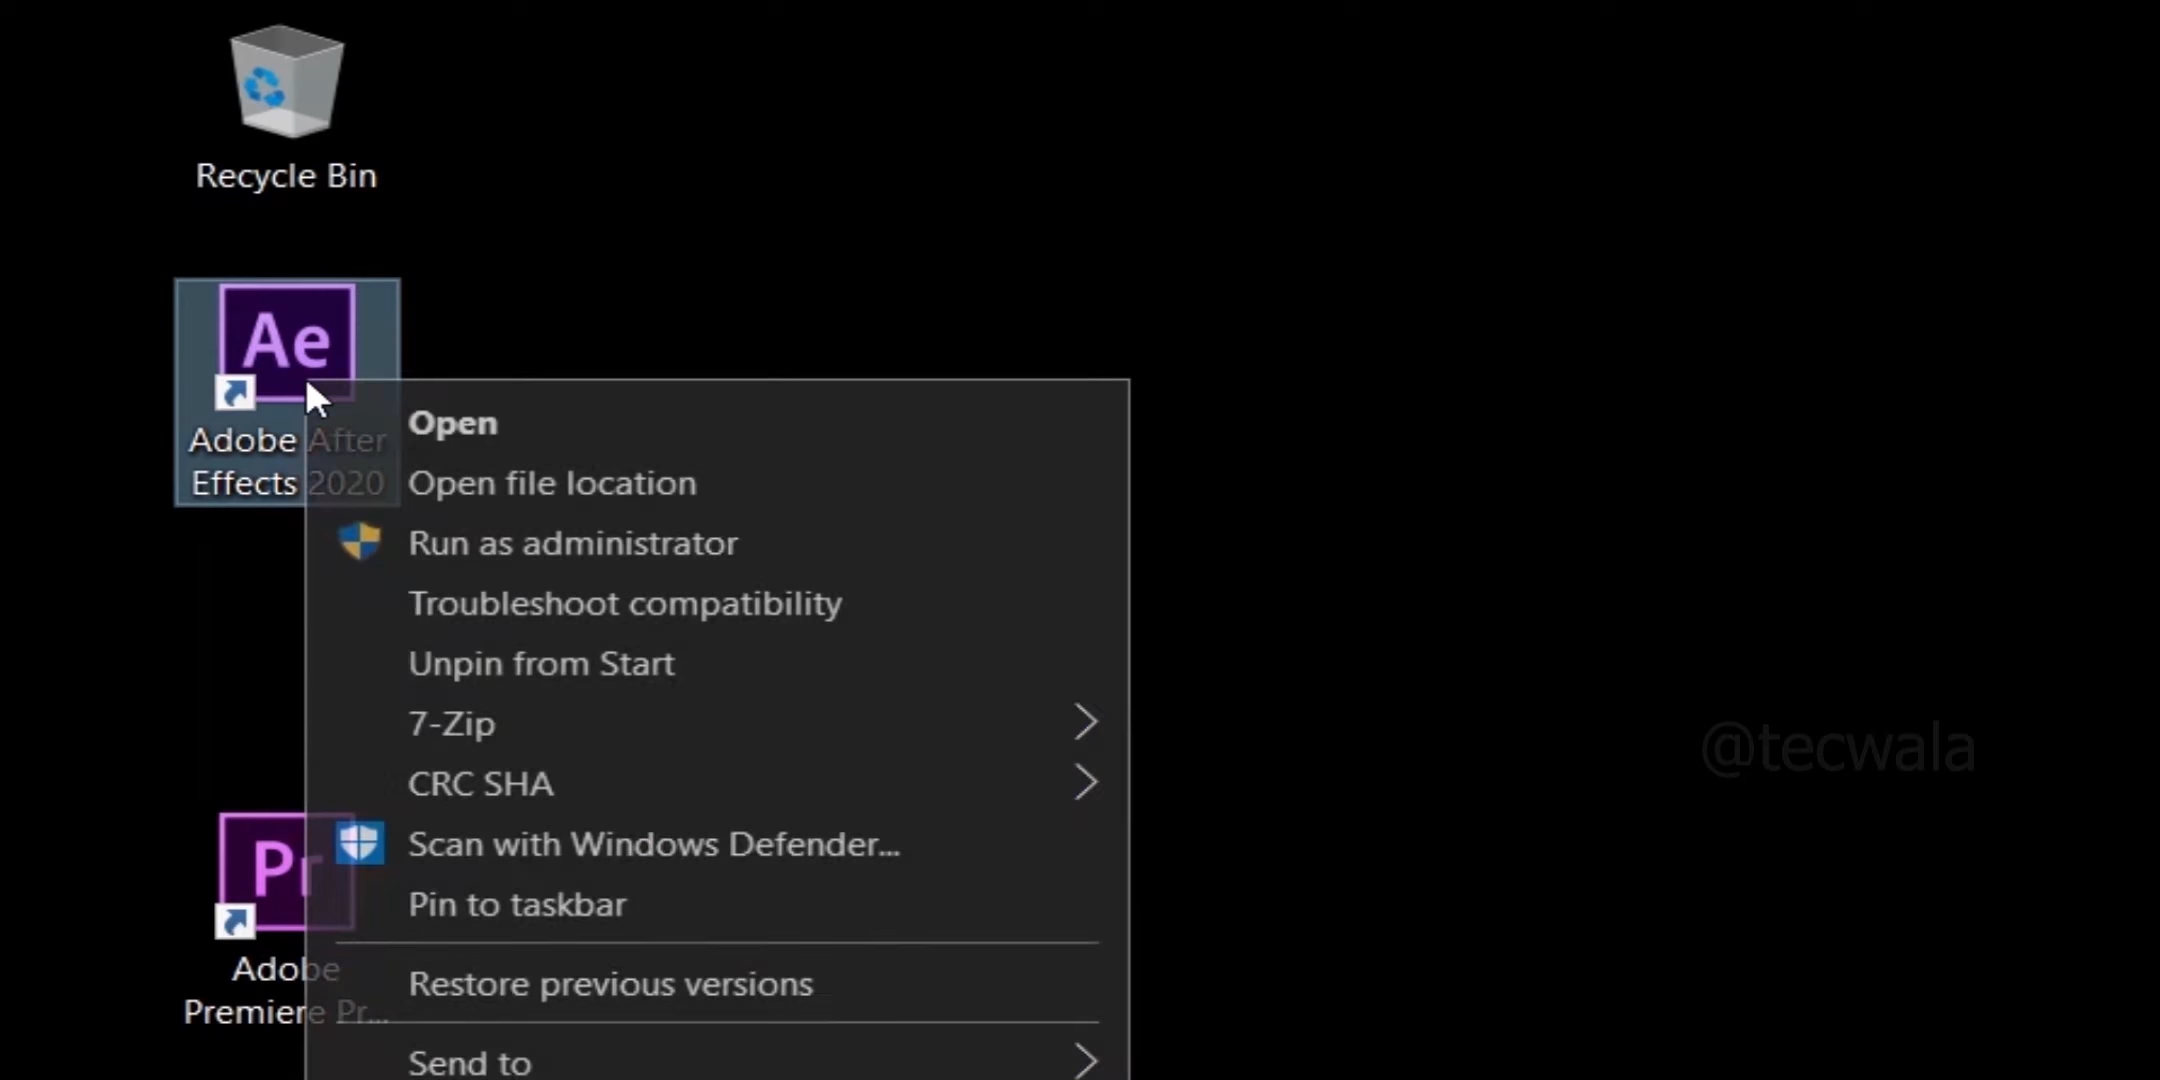 Recycle Bin
Ae
Adobe After
Effects 2020
Open
Open file location
Run as administrator
Troubleshoot compatibility
Unpin from Start
7-Zip
CRC SHA
Scan with Windows Defender...
Pin to taskbar
Restore previous versions
Send to
Pr
Adobe
Premiere Pr...
@tecwala